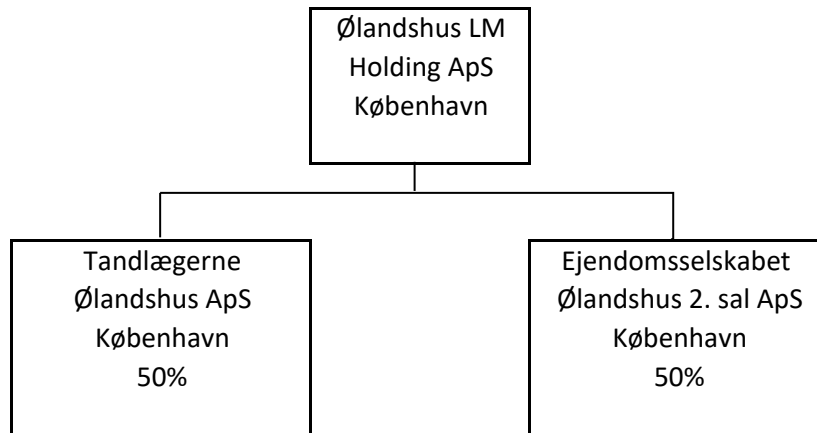 Ølandshus LM
Holding ApS
København
Tandlægerne
Ølandshus ApS
København
50%
Ejendomsselskabet
Ølandshus 2. sal ApS
København
50%